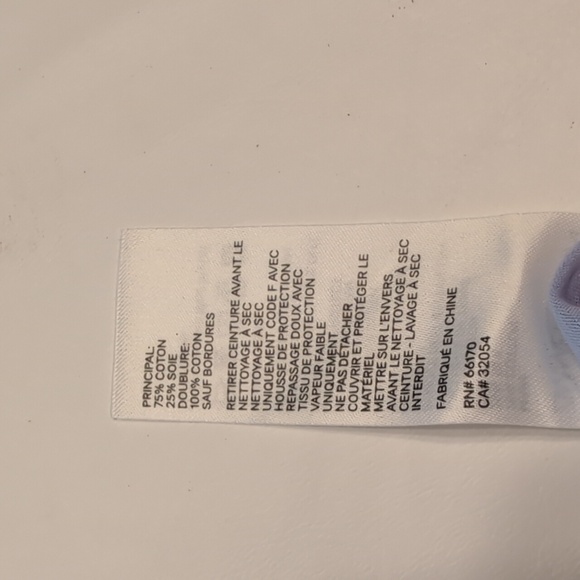 PRINCIPAL:
75% COTON
25% SOIE
DOUBLURE:
100% COTON
SAUF BORDURES
RETIRER CEINTURE AVANT LE
NETTOYAGE À SEC
NETTOYAGE À SEC
UNIQUEMENT CODE F AVEC
HOUSSE DE PROTECTION
REPASSAGE DOUX AVEC
TISSU DE PROTECTION
VAPEUR FAIBLE
UNIQUEMENT
NE PAS DÉTACHER
COUVRIR ET PROTÉGER LE
MATÉRIEL
METTRE SUR L'ENVERS
AVANT LE NETTOYAGE À SEC
CEINTURE - LAVAGE À SEC
INTERDIT
FABRIQUÉ EN CHINE
RN# 66170
CA# 32054